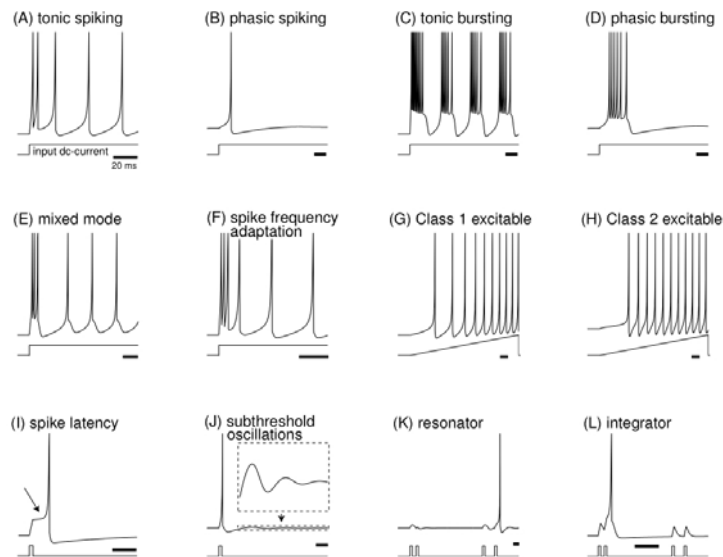 (A) tonic spiking
(B) phasic spiking
(C) tonic bursting
(D) phasic bursting
input dc-current
20 ms
(E) mixed mode
(F) spike frequency
adaptation
(G) Class 1 excitable
(H) Class 2 excitable
(I) spike latency
(J) subthreshold
oscillations
(K) resonator
(L) integrator